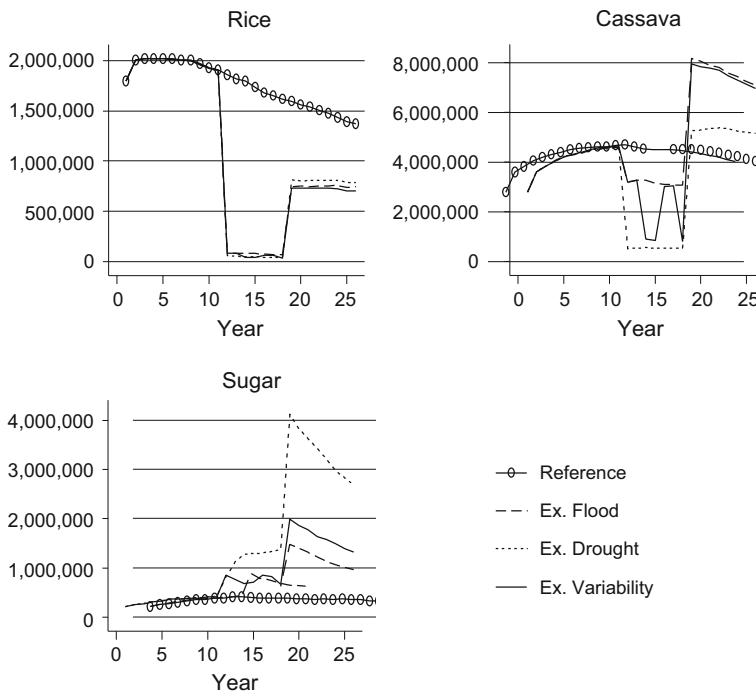 Rice
2,000,000
1,500,000
1,000,000
500,000
0
0 5 10 15 20 25
Year
Cassava
8,000,000
6,000,000
4,000,000
2,000,000
0
0 5 10 15 20 25
Year
Sugar
4,000,000
3,000,000
2,000,000
1,000,000
0
0 5 10 15 20 25
Year
Reference
Ex. Flood
Ex. Drought
Ex. Variability